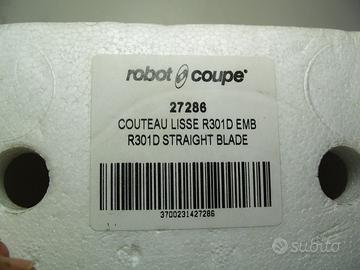 robot coupe®
27286
COUTEAU LISSE R301D EMB
R301D STRAIGHT BLADE
3700231427286
subito